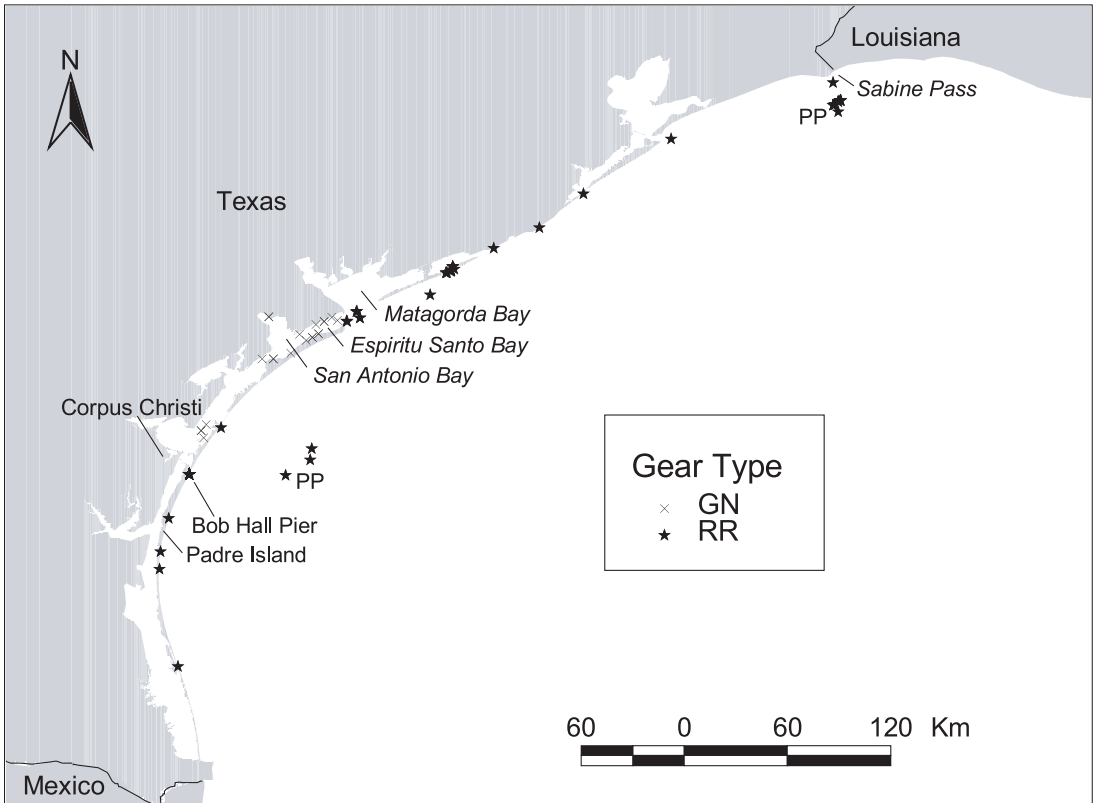 Louisiana
N
Sabine Pass
PP
Texas
Matagorda Bay
Espiritu Santo Bay
San Antonio Bay
Corpus Christi
PP
Bob Hall Pier
Padre Island
Gear Type
GN
RR
60 0 60 120 Km
Mexico